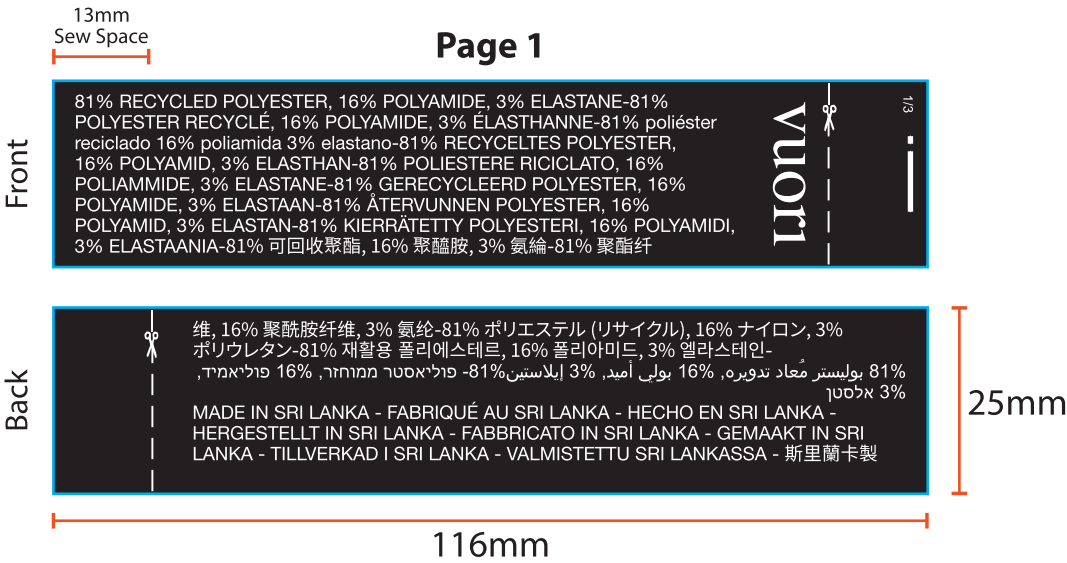 13mm
Sew Space
Page 1
Front
81% RECYCLED POLYESTER, 16% POLYAMIDE, 3% ELASTANE-81%
POLYESTER RECYCLÉ, 16% POLYAMIDE, 3% ÉLASTHANNE-81% poliéster
reciclado 16% poliamida 3% elastano-81% RECYCELTES POLYESTER,
16% POLYAMID, 3% ELASTHAN-81% POLIESTERE RICICLATO, 16%
POLIAMMIDE, 3% ELASTANE-81% GERECYCLEERD POLYESTER, 16%
POLYAMIDE, 3% ELASTAAN-81% ÅTERVUNNEN POLYESTER, 16%
POLYAMID, 3% ELASTAN-81% KIERRÄTETTY POLYESTERI, 16% POLYAMIDI,
3% ELASTAANIA-81% 可回收聚酯, 16% 聚醯胺, 3% 氨綸-81% 聚酯纤
vuori
1/3
Back
维, 16% 聚酰胺纤维, 3% 氨纶-81% ポリエステル (リサイクル), 16% ナイロン, 3%
ポリウレタン-81% 재활용 폴리에스테르, 16% 폴리아미드, 3% 엘라스테인-
81% بوليستر مُعاد تدويره, 16% بولي أميد, 3% إيلاستين81%- פוליאסטר ממוחזר, 16% פוליאמיד,
3% אלסטן
MADE IN SRI LANKA - FABRIQUÉ AU SRI LANKA - HECHO EN SRI LANKA -
HERGESTELLT IN SRI LANKA - FABBRICATO IN SRI LANKA - GEMAAKT IN SRI
LANKA - TILLVERKAD I SRI LANKA - VALMISTETTU SRI LANKASSA - 斯里蘭卡製
25mm
116mm